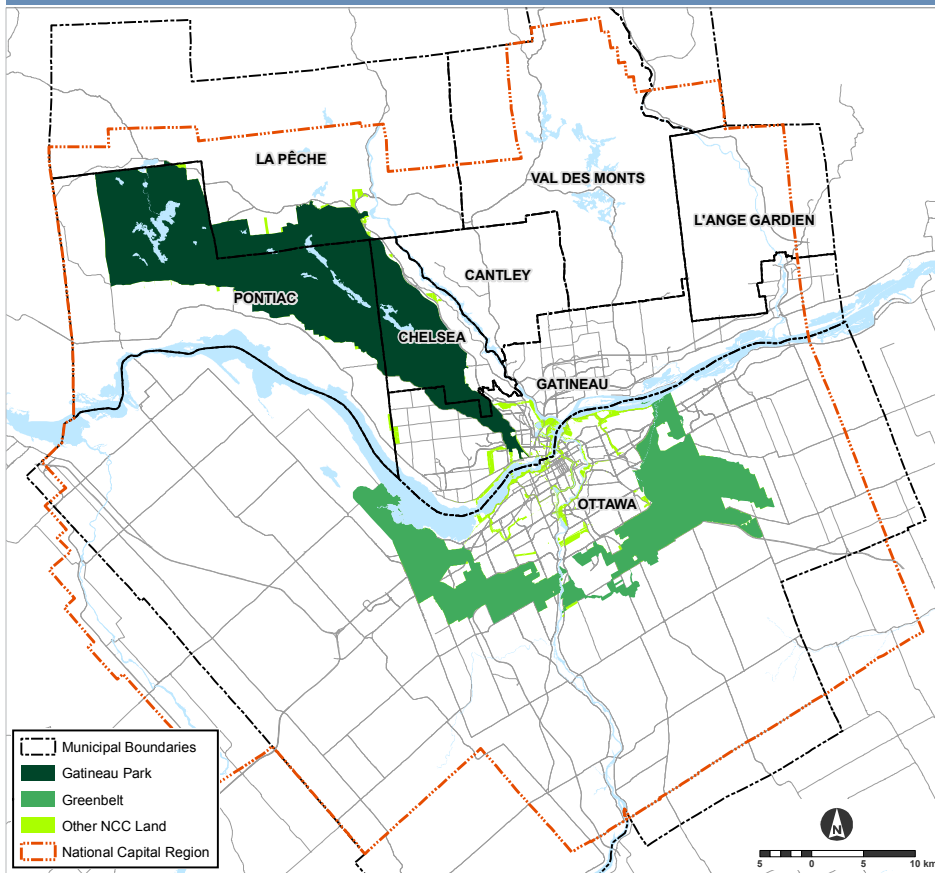 LA PÊCHE
VAL DES MONTS
L'ANGE GARDIEN
CANTLEY
PONTIAC
CHELSEA
GATINEAU
OTTAWA
Municipal Boundaries
Gatineau Park
Greenbelt
Other NCC Land
National Capital Region
N
5 0 5 10 km